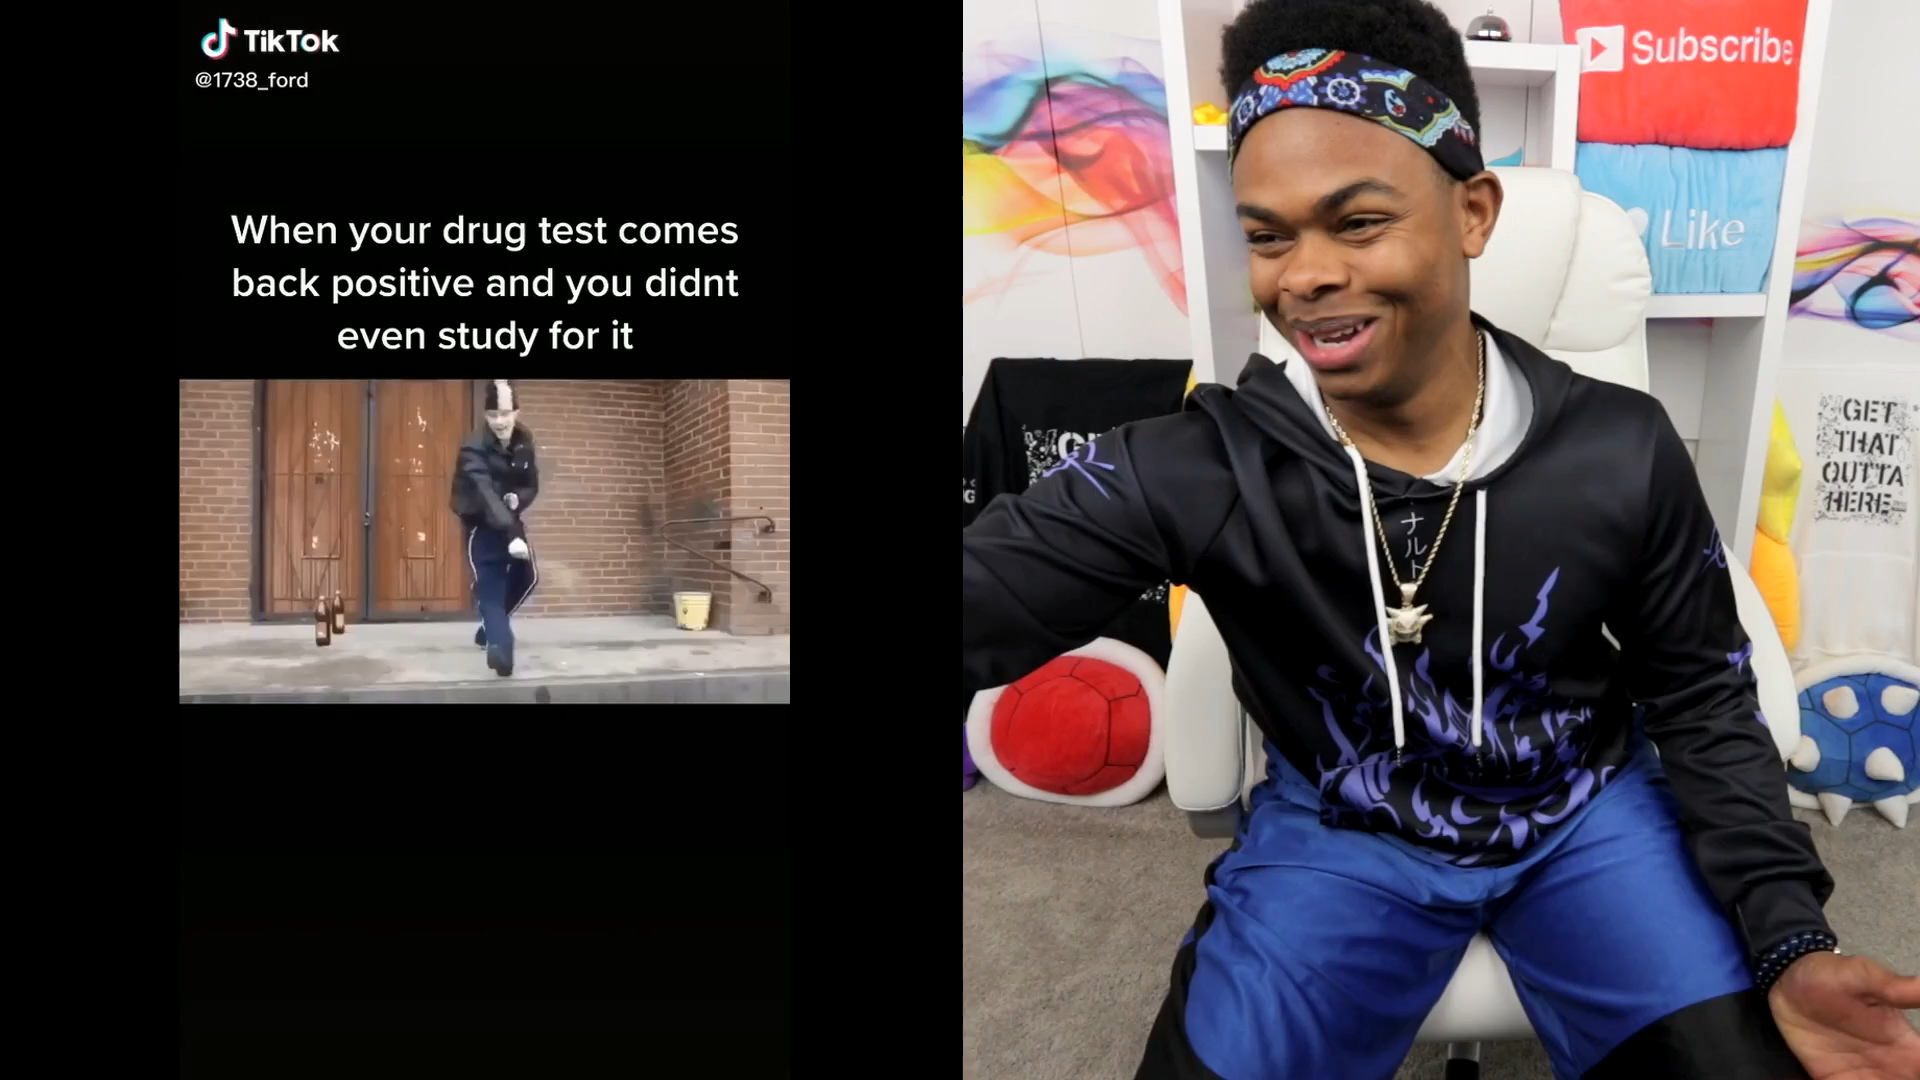 TikTok
@1738_ford
When your drug test comes
back positive and you didnt
even study for it
Subscribe
Like
GET
THAT
OUTTA
HERE
ナルト